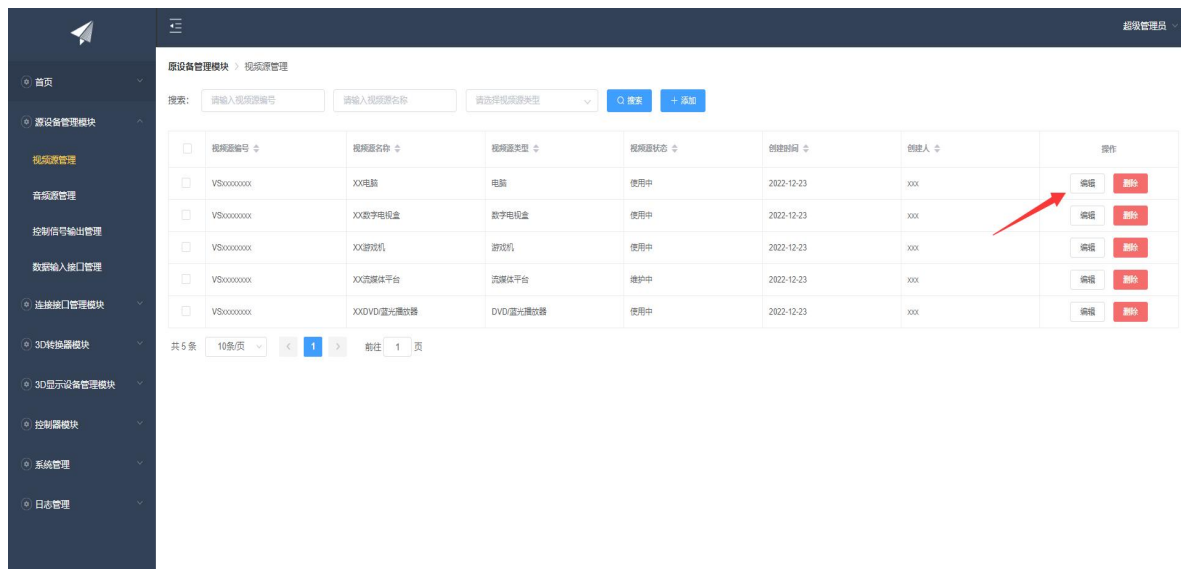 超级管理员
首页
源设备管理模块
视频源管理
音频源管理
控制信号输出管理
数据输入接口管理
连接接口管理模块
3D转换器模块
3D显示设备管理模块
控制器模块
系统管理
日志管理
原设备管理模块 > 视频源管理
搜索: 请输入视频源编号 请输入视频源名称 请选择视频源类型 搜索 + 添加
视频源编号 视频源名称 视频源类型 视频源状态 创建时间 创建人 操作
VSxxxxxxxx XX电脑 电脑 使用中 2022-12-23 xxx 编辑 删除
VSxxxxxxxx XX数字电视盒 数字电视盒 使用中 2022-12-23 xxx 编辑 删除
VSxxxxxxxx XX游戏机 游戏机 使用中 2022-12-23 xxx 编辑 删除
VSxxxxxxxx XX流媒体平台 流媒体平台 维护中 2022-12-23 xxx 编辑 删除
VSxxxxxxxx XXDVD/蓝光播放器 DVD/蓝光播放器 使用中 2022-12-23 xxx 编辑 删除
共 5 条 10条/页 < 1 > 前往 1 页